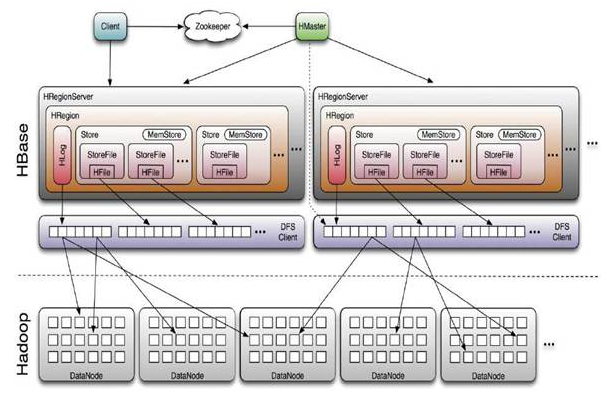 Client
Zookeeper
HMaster
HBase
HRegionServer
HRegion
HLog
Store
MemStore
StoreFile
HFile
StoreFile
HFile
...
Store
MemStore
StoreFile
HFile
...
HRegionServer
HRegion
HLog
Store
MemStore
StoreFile
HFile
StoreFile
HFile
...
Store
MemStore
StoreFile
HFile
...
...
... DFS
Client
... DFS
Client
Hadoop
DataNode
DataNode
DataNode
DataNode
DataNode
...